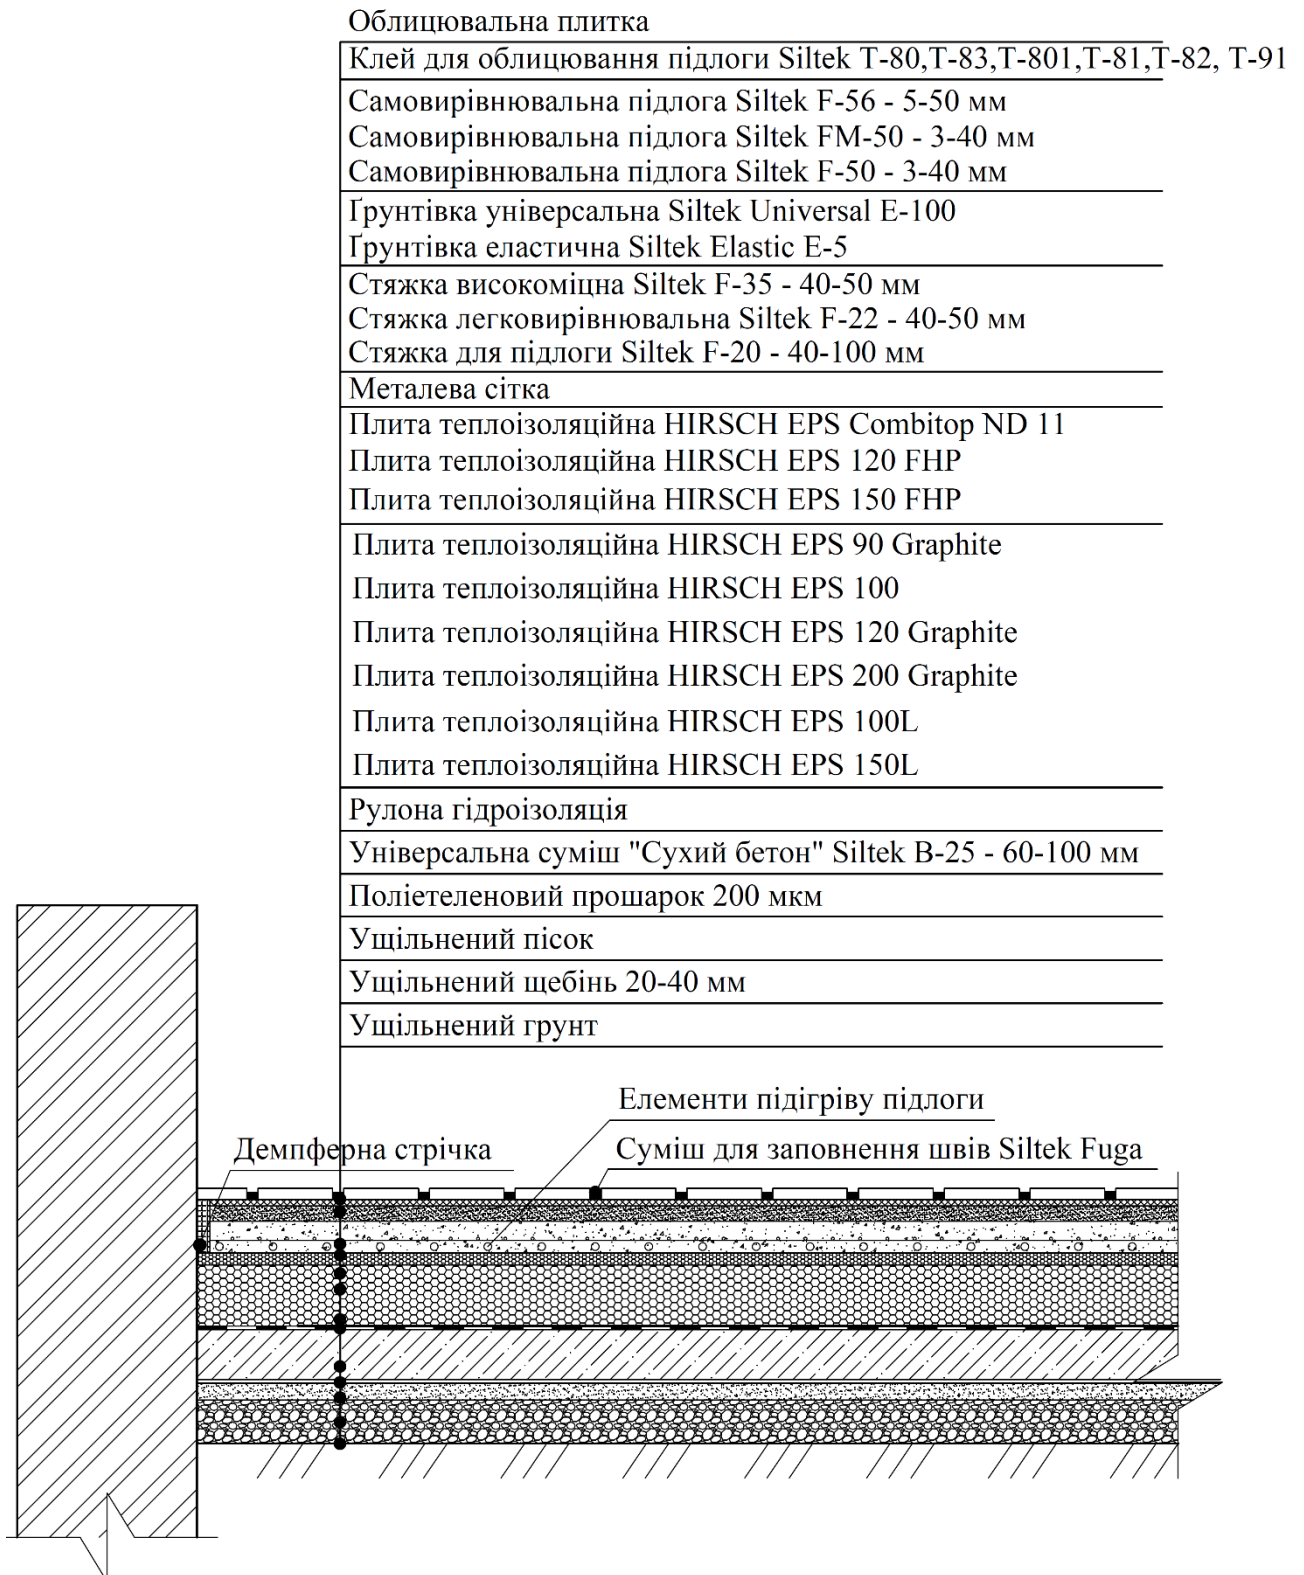 Облицювальна плитка
Клей для облицювання підлоги Siltek T-80,T-83,T-801,T-81,T-82, T-91
Самовирівнювальна підлога Siltek F-56 - 5-50 мм
Самовирівнювальна підлога Siltek FM-50 - 3-40 мм
Самовирівнювальна підлога Siltek F-50 - 3-40 мм
Ґрунтівка універсальна Siltek Universal E-100
Ґрунтівка еластична Siltek Elastic E-5
Стяжка високоміцна Siltek F-35 - 40-50 мм
Стяжка легковирівнювальна Siltek F-22 - 40-50 мм
Стяжка для підлоги Siltek F-20 - 40-100 мм
Металева сітка
Плита теплоізоляційна HIRSCH EPS Combitop ND 11
Плита теплоізоляційна HIRSCH EPS 120 FHP
Плита теплоізоляційна HIRSCH EPS 150 FHP
Плита теплоізоляційна HIRSCH EPS 90 Graphite
Плита теплоізоляційна HIRSCH EPS 100
Плита теплоізоляційна HIRSCH EPS 120 Graphite
Плита теплоізоляційна HIRSCH EPS 200 Graphite
Плита теплоізоляційна HIRSCH EPS 100L
Плита теплоізоляційна HIRSCH EPS 150L
Рулона гідроізоляція
Універсальна суміш "Сухий бетон" Siltek B-25 - 60-100 мм
Поліетеленовий прошарок 200 мкм
Ущільнений пісок
Ущільнений щебінь 20-40 мм
Ущільнений грунт
Елементи підігріву підлоги
Демпферна стрічка
Суміш для заповнення швів Siltek Fuga